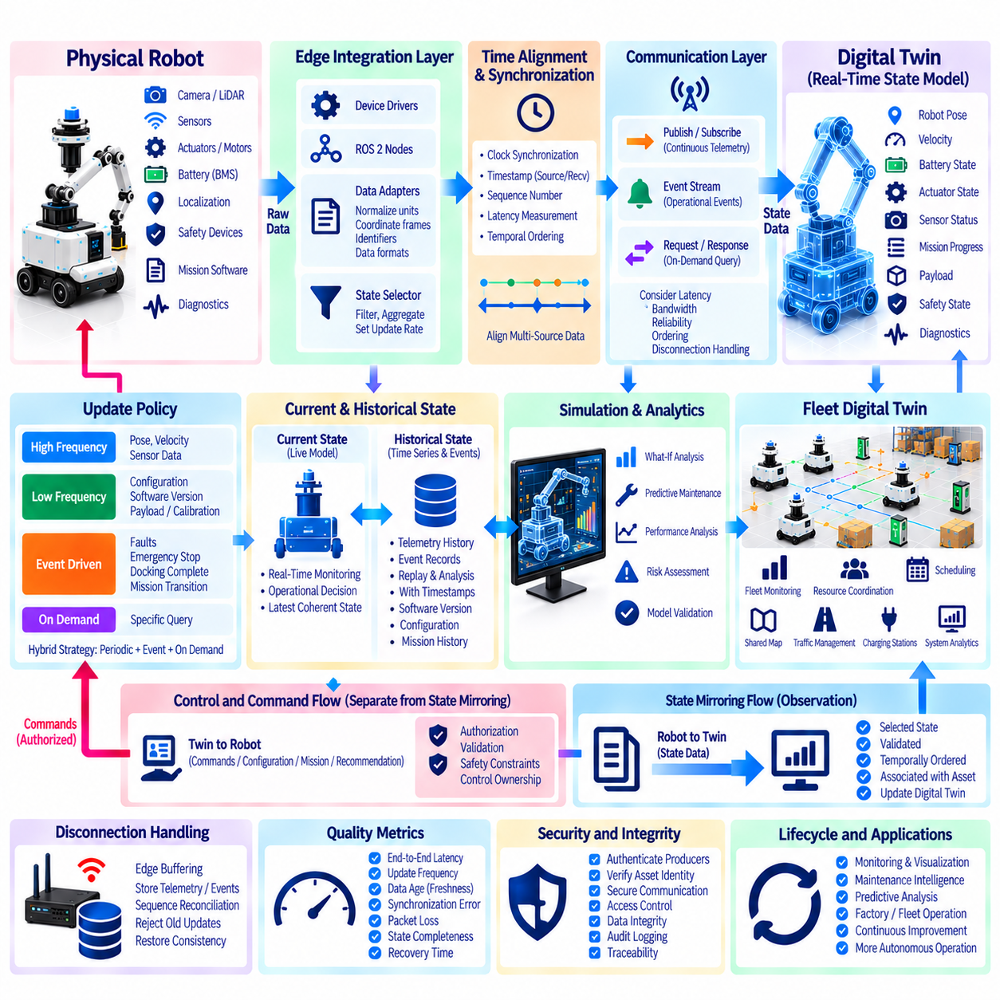 Physical Robot
Camera / LiDAR
Sensors
Actuators / Motors
Battery (BMS)
Localization
Safety Devices
Mission Software
Diagnostics
Raw
Data
Edge Integration Layer
Device Drivers
ROS 2 Nodes
Data Adapters
Normalize units
Coordinate frames
Identifiers
Data formats
State Selector
Filter, Aggregate
Set Update Rate
Time Alignment
& Synchronization
• Clock Synchronization
• Timestamp (Source/Recv)
• Sequence Number
• Latency Measurement
• Temporal Ordering
Align Multi-Source Data
Communication Layer
Publish / Subscribe
(Continuous Telemetry)
Event Stream
(Operational Events)
Request / Response
(On-Demand Query)
Consider Latency
Bandwidth
Reliability
Ordering
Disconnection Handling
State
Data
Digital Twin
(Real-Time State Model)
Robot Pose
Velocity
Battery State
Actuator State
Sensor Status
Mission Progress
Payload
Safety State
Diagnostics
Update Policy
High Frequency
Pose, Velocity
Sensor Data
Low Frequency
Configuration
Software Version
Payload / Calibration
Event Driven
Faults
Emergency Stop
Docking Complete
Mission Transition
On Demand
Specific Query
Hybrid Strategy: Periodic + Event + On Demand
Current & Historical State
Current State
(Live Model)
• Real-Time Monitoring
• Operational Decision
• Latest Coherent State
Historical State
(Time Series & Events)
• Telemetry History
• Event Records
• Replay & Analysis
• With Timestamps
• Software Version
• Configuration
• Mission History
Simulation & Analytics
What-If Analysis
Predictive Maintenance
Performance Analysis
Risk Assessment
Model Validation
Fleet Digital Twin
Fleet Monitoring
Resource Coordination
Scheduling
Shared Map
Traffic Management
Charging Stations
System Analytics
Commands
(Authorized)
Control and Command Flow (Separate from State Mirroring)
Twin to Robot
(Commands / Configuration / Mission / Recommendation)
Authorization
Validation
Safety Constraints
Control Ownership
State Mirroring Flow (Observation)
Robot to Twin
(State Data)
Selected State
Validated
Temporally Ordered
Associated with Asset
Update Digital Twin
Disconnection Handling
Edge Buffering
Store Telemetry / Events
Sequence Reconciliation
Reject Old Updates
Restore Consistency
Quality Metrics
End-to-End Latency
Update Frequency
Data Age (Freshness)
Synchronization Error
Packet Loss
State Completeness
Recovery Time
Security and Integrrity
Authenticate Producers
Verify Asset Identity
Secure Communication
Access Control
Data Integrity
Audit Logging
Traceability
Lifecycle and Applications
Monitoring & Visualization
Maintenance Intelligence
Predictive Analysis
Factory / Fleet Operation
Continuous Improvement
More Autonomous Operation